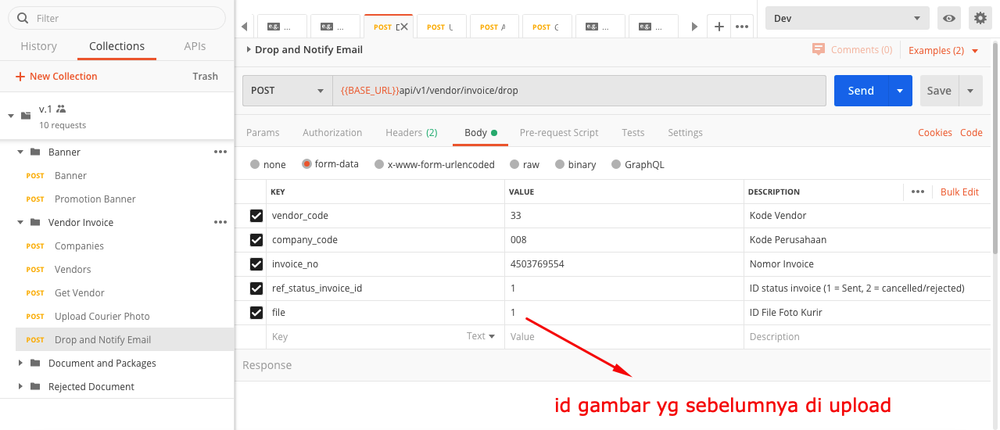 Filter
History Collections APIs
+ New Collection Trash
v.1
10 requests
Banner •••
POST Banner
POST Promotion Banner
Vendor Invoice •••
POST Companies
POST Vendors
POST Get Vendor
POST Upload Courier Photo
POST Drop and Notify Email
Document and Packages
Rejected Document
e.g. ... e.g. ... POST POST POST POST e.g. ... e.g. ... + •••
Dev
Drop and Notify Email
Comments (0) Examples (2)
POST {{BASE_URL}}api/v1/vendor/invoice/drop Send Save
Params Authorization Headers (2) Body Pre-request Script Tests Settings Cookies Code
none form-data x-www-form-urlencoded raw binary GraphQL
KEY VALUE DESCRIPTION ••• Bulk Edit
vendor_code 33 Kode Vendor
company_code 008 Kode Perusahaan
invoice_no 4503769554 Nomor Invoice
ref_status_invoice_id 1 ID status invoice (1 = Sent, 2 = cancelled/rejected)
file 1 ID File Foto Kurir
Key Text Value Description
Response
id gambar yg sebelumnya di upload